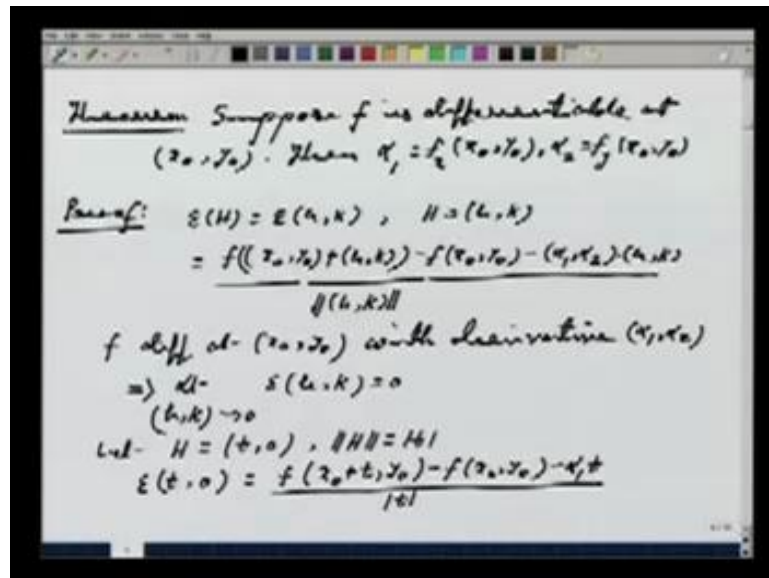 Theorem Suppose f is differentiable at
(x₀, y₀). Then α₁ = fₓ(x₀, y₀), α₂ = f_y(x₀, y₀)
Proof: ε(H) = ε(h, k), H = (h, k)
= f((x₀, y₀) + (h, k)) - f(x₀, y₀) - (α₁, α₂).(h, k)
‖(h, k)‖
f diff at (x₀, y₀) with derivative (α₁, α₂)
⇒ lt ε(h, k) = 0
(h, k) → 0
Let H = (t, 0), ‖H‖ = |t|
ε(t, 0) = f(x₀ + t, y₀) - f(x₀, y₀) - α₁t
|t|